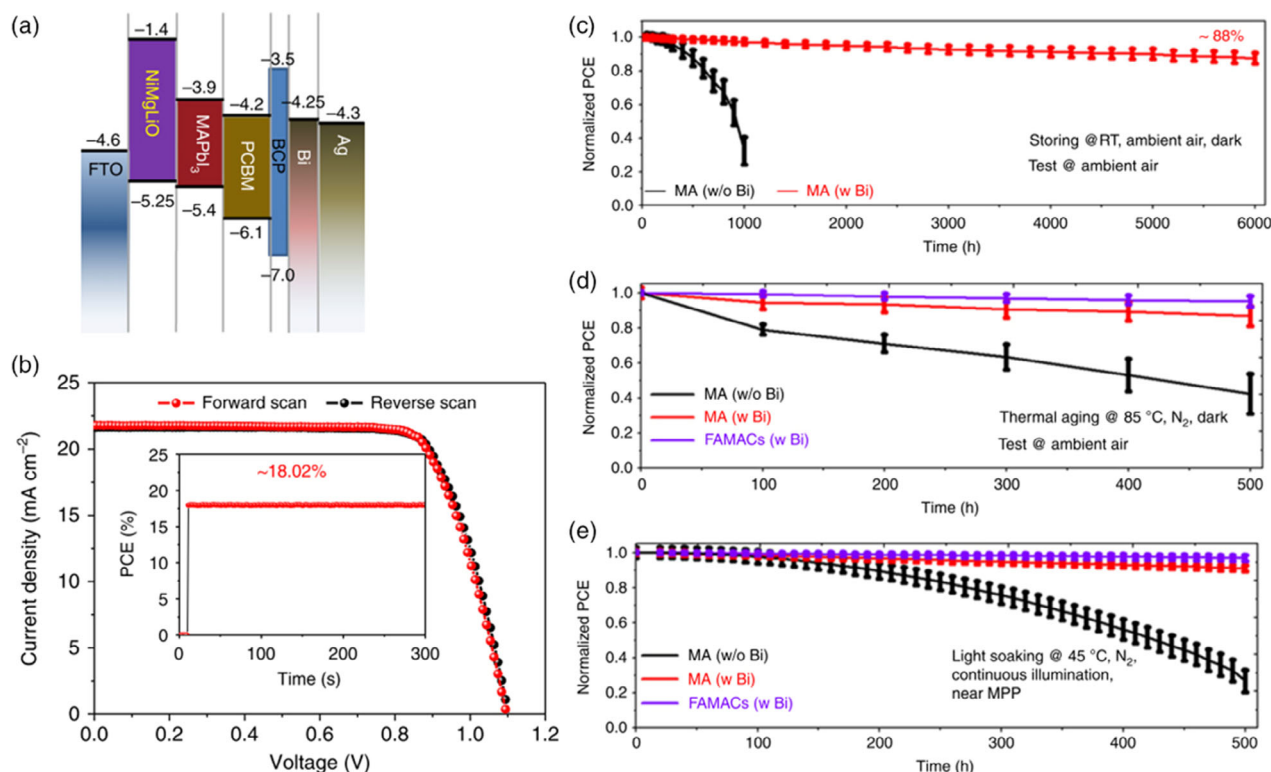 (a)
−1.4
−3.5
−3.9
−4.2
−4.25
−4.3
−4.6
FTO
NiMgLiO
MAPbI3
PCBM
BCP
Bi
Ag
−5.25
−5.4
−6.1
−7.0
(b)
25
20
15
10
5
0
Current density (mA cm−2)
Forward scan
Reverse scan
~18.02%
30
25
20
15
10
5
0
PCE (%)
0
100
200
300
Time (s)
0.0
0.2
0.4
0.6
0.8
1.0
1.2
Voltage (V)
(c)
1.0
0.8
0.6
0.4
0.2
0.0
Normalized PCE
~ 88%
Storing @RT, ambient air, dark
Test @ ambient air
MA (w/o Bi)
MA (w Bi)
0
1000
2000
3000
4000
5000
6000
Time (h)
(d)
1.0
0.8
0.6
0.4
0.2
0.0
Normalized PCE
MA (w/o Bi)
MA (w Bi)
FAMACs (w Bi)
Thermal aging @ 85 °C, N2, dark
Test @ ambient air
0
100
200
300
400
500
Time (h)
(e)
1.0
0.8
0.6
0.4
0.2
0.0
Normalized PCE
MA (w/o Bi)
MA (w Bi)
FAMACs (w Bi)
Light soaking @ 45 °C, N2,
continuous illumination,
near MPP
0
100
200
300
400
500
Time (h)